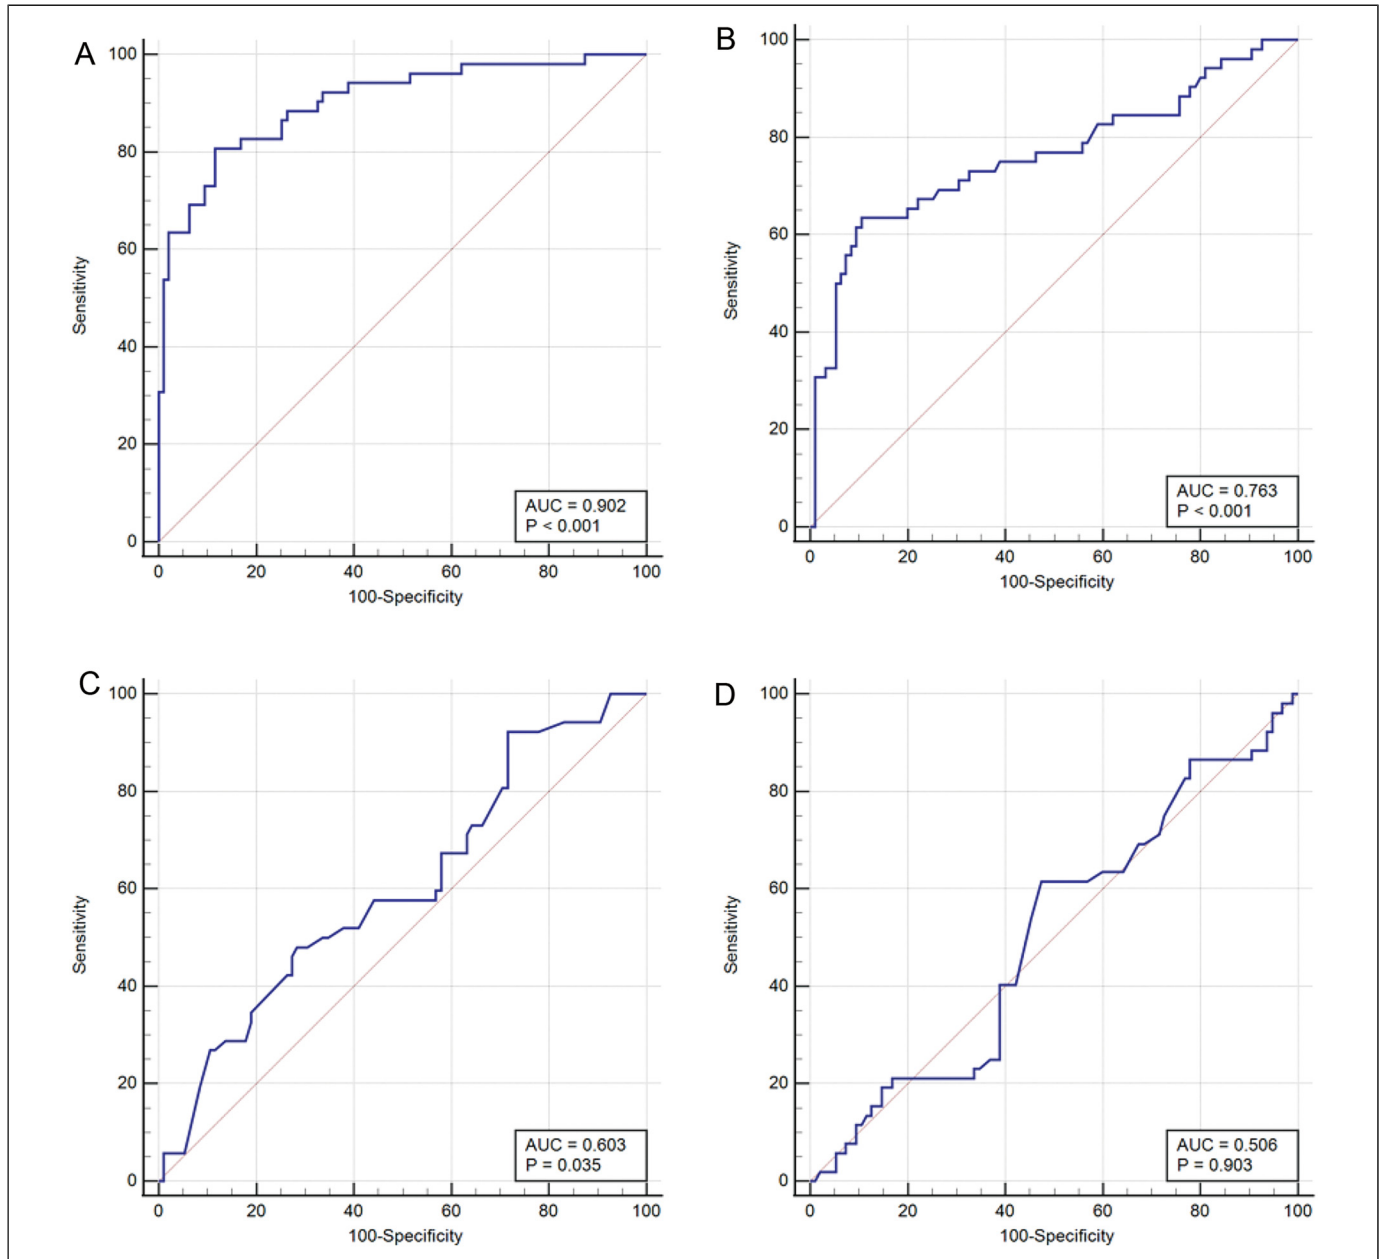 A
100
80
60
40
20
0
Sensitivity
AUC = 0.902
P < 0.001
0 20 40 60 80 100
100-Specificity
B
100
80
60
40
20
0
Sensitivity
AUC = 0.763
P < 0.001
0 20 40 60 80 100
100-Specificity
C
100
80
60
40
20
0
Sensitivity
AUC = 0.603
P = 0.035
0 20 40 60 80 100
100-Specificity
D
100
80
60
40
20
0
Sensitivity
AUC = 0.506
P = 0.903
0 20 40 60 80 100
100-Specificity